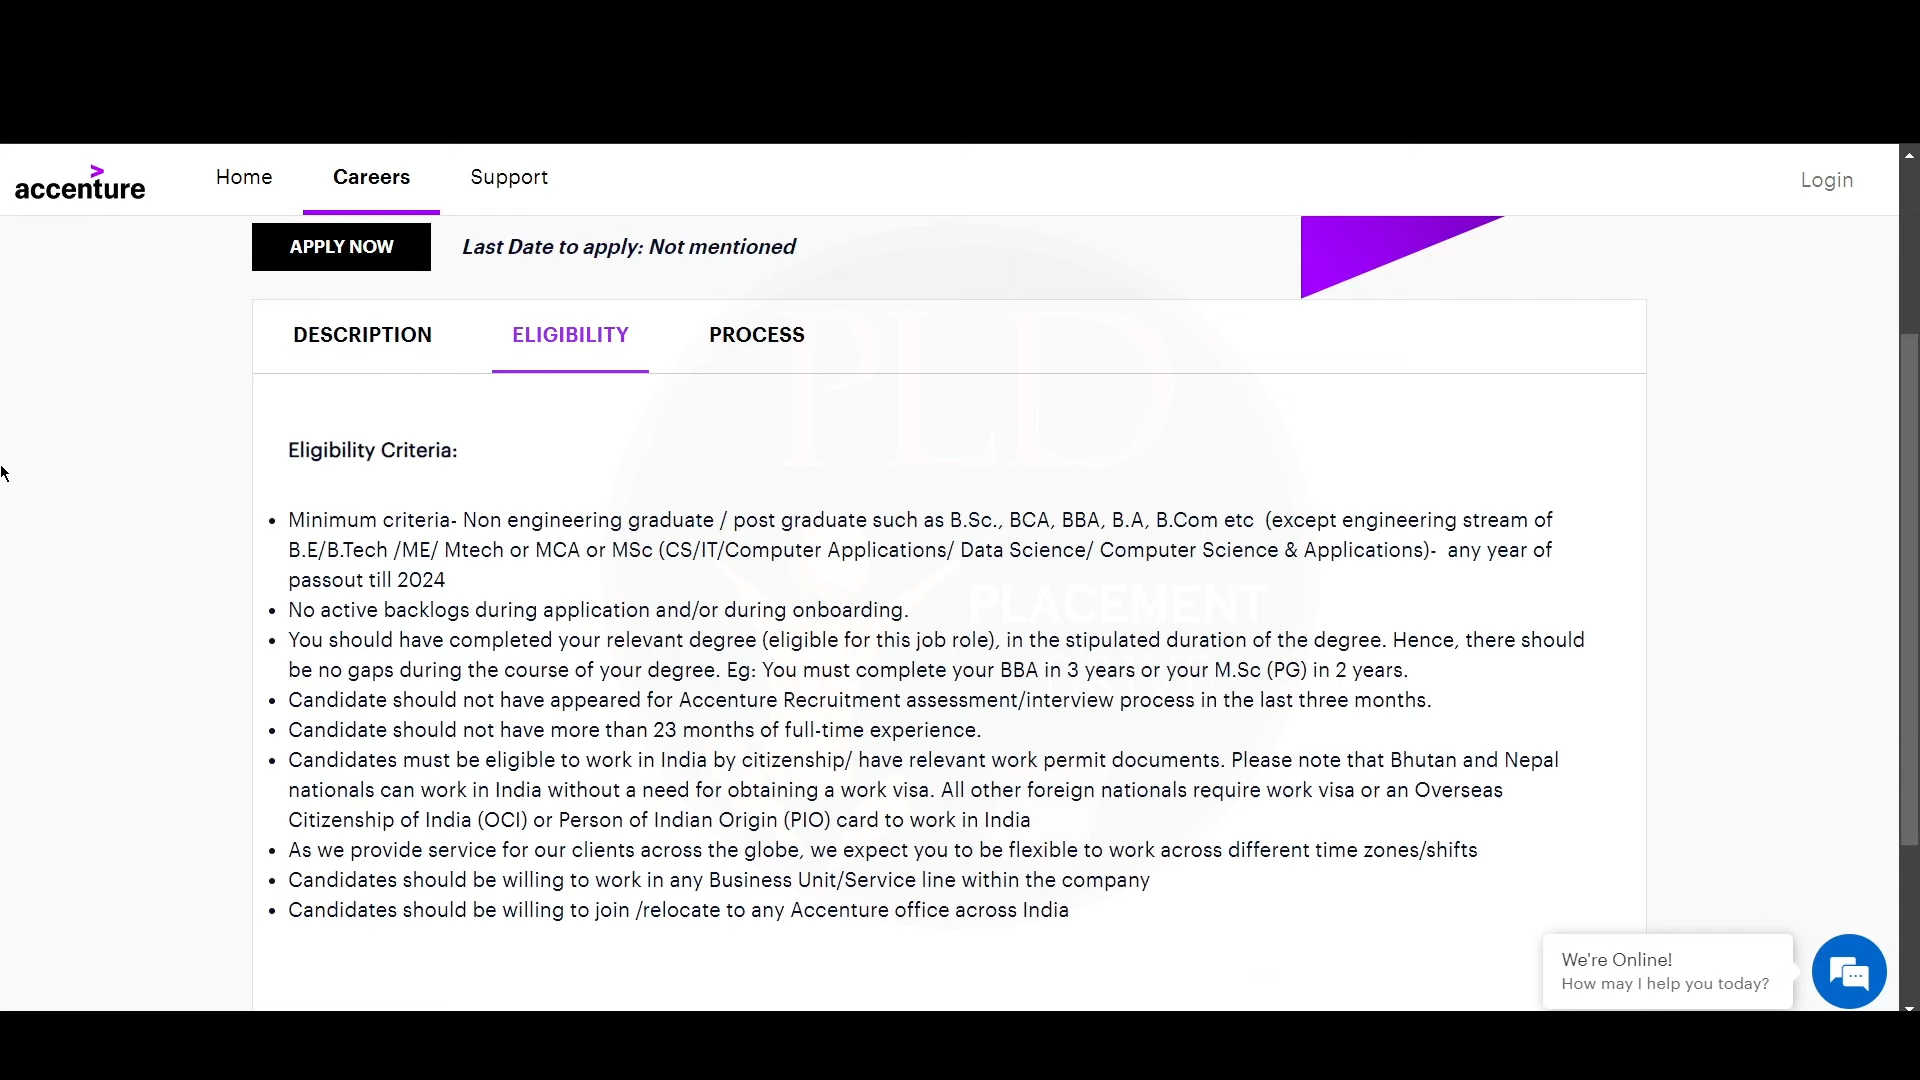 accenture
Home
Careers
Support
Login
APPLY NOW
Last Date to apply: Not mentioned
DESCRIPTION
ELIGIBILITY
PROCESS
PLD
PLACEMENT
Eligibility Criteria:
• Minimum criteria- Non engineering graduate / post graduate such as B.Sc., BCA, BBA, B.A, B.Com etc  (except engineering stream of
B.E/B.Tech /ME/ Mtech or MCA or MSc (CS/IT/Computer Applications/ Data Science/ Computer Science & Applications)-  any year of
passout till 2024
• No active backlogs during application and/or during onboarding.
• You should have completed your relevant degree (eligible for this job role), in the stipulated duration of the degree. Hence, there should
be no gaps during the course of your degree. Eg: You must complete your BBA in 3 years or your M.Sc (PG) in 2 years.
• Candidate should not have appeared for Accenture Recruitment assessment/interview process in the last three months.
• Candidate should not have more than 23 months of full-time experience.
• Candidates must be eligible to work in India by citizenship/ have relevant work permit documents. Please note that Bhutan and Nepal
nationals can work in India without a need for obtaining a work visa. All other foreign nationals require work visa or an Overseas
Citizenship of India (OCI) or Person of Indian Origin (PIO) card to work in India
• As we provide service for our clients across the globe, we expect you to be flexible to work across different time zones/shifts
• Candidates should be willing to work in any Business Unit/Service line within the company
• Candidates should be willing to join /relocate to any Accenture office across India
We're Online!
How may I help you today?